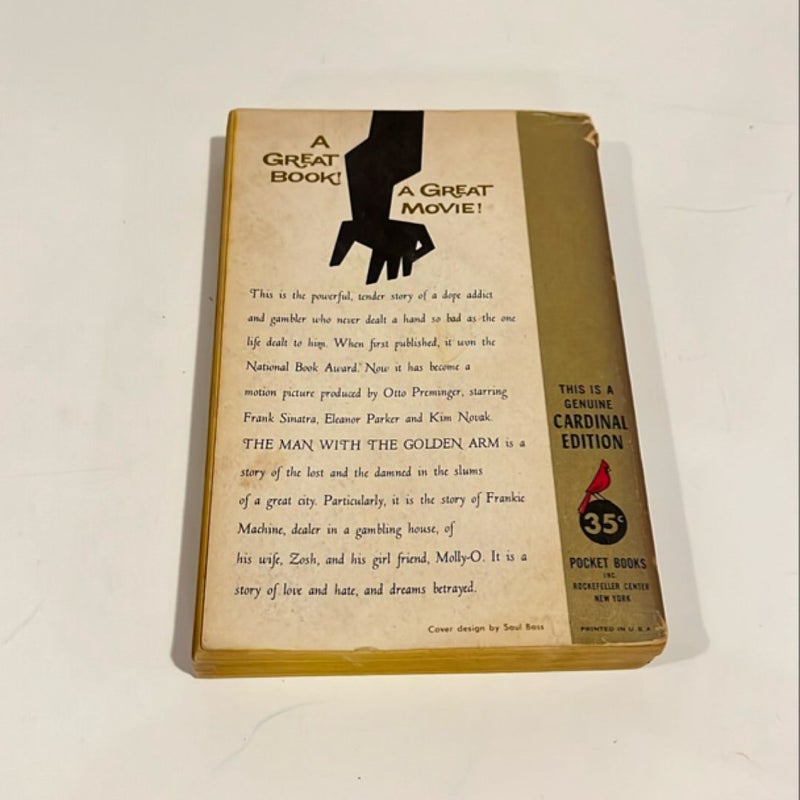 A
GREAT
BOOK!
A GREAT
MOVIE!
This is the powerful, tender story of a dope addict
and gambler who never dealt a hand so bad as the one
life dealt to him. When first published, it won the
National Book Award. Now it has become a
motion picture produced by Otto Preminger, starring
Frank Sinatra, Eleanor Parker and Kim Novak.
THE MAN WITH THE GOLDEN ARM is a
story of the lost and the damned in the slums
of a great city. Particularly, it is the story of Frankie
Machine, dealer in a gambling house, of
his wife, Zosh, and his girl friend, Molly-O. It is a
story of love and hate, and dreams betrayed.
Cover design by Saul Bass
THIS IS A
GENUINE
CARDINAL
EDITION
35c
POCKET BOOKS
INC.
ROCKEFELLER CENTER
NEW YORK
PRINTED IN U.S.A.